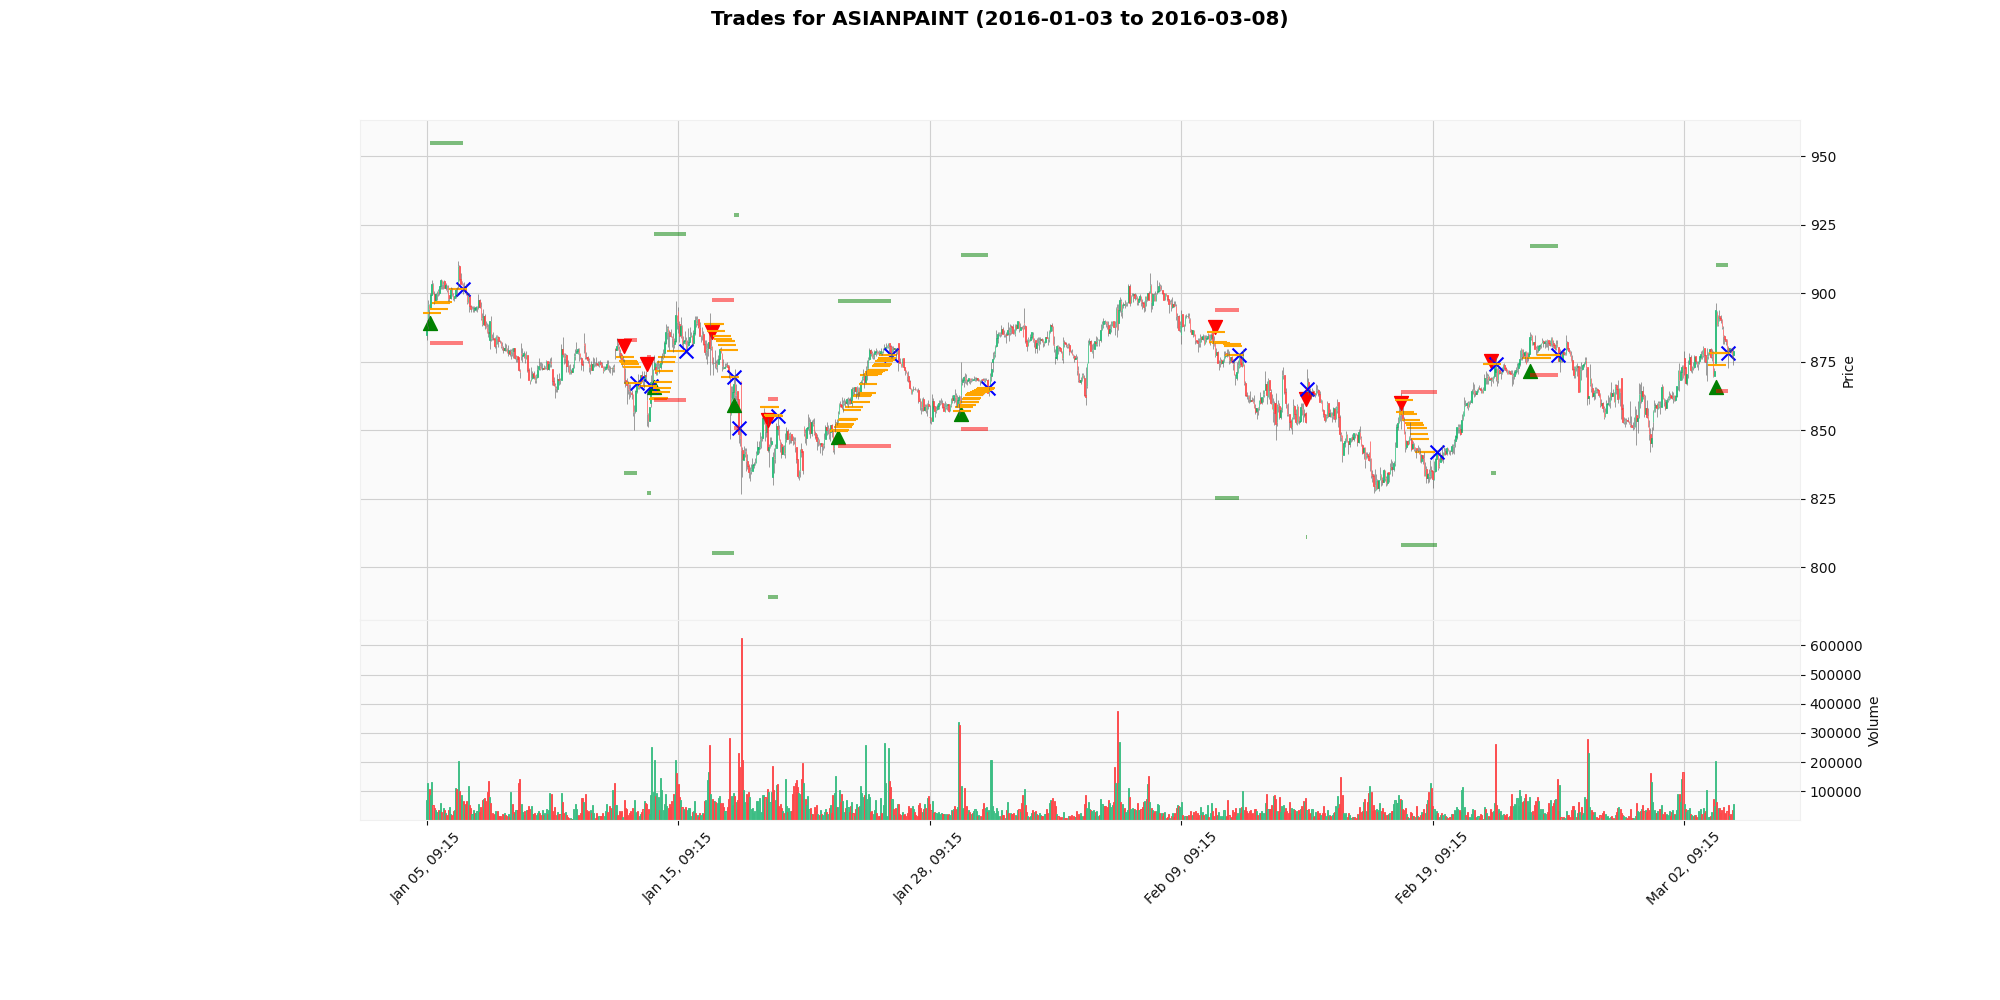 Trades for ASIANPAINT (2016-01-03 to 2016-03-08)
950
925
900
875
850
825
800
Price
600000
500000
400000
300000
200000
100000
Volume
Jan 05, 09:15
Jan 15, 09:15
Jan 28, 09:15
Feb 09, 09:15
Feb 19, 09:15
Mar 02, 09:15